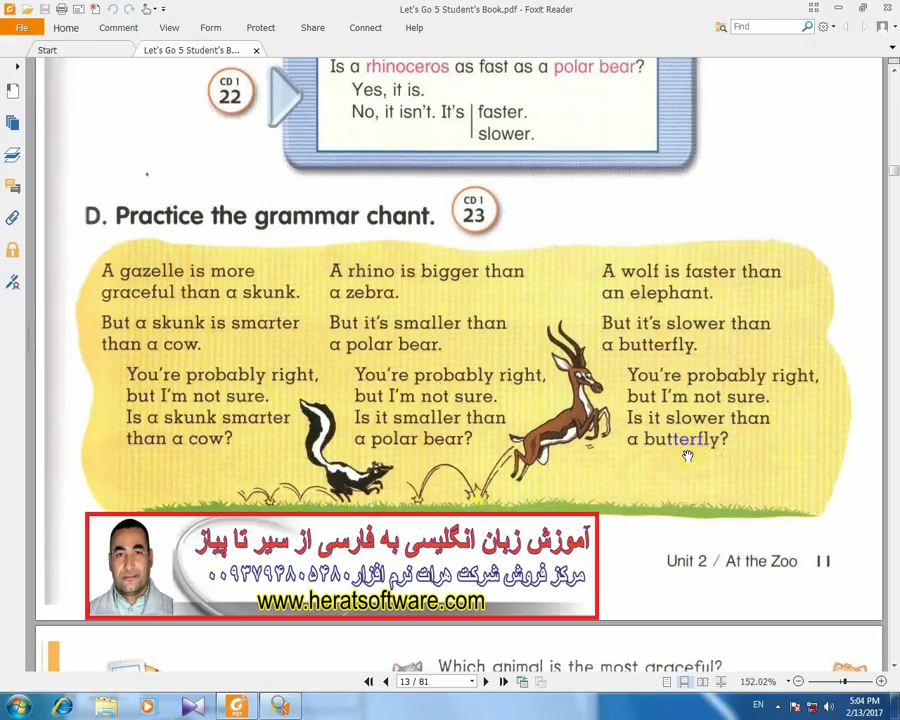 Let's Go 5 Student's Book.pdf - Foxit Reader
File Home Comment View Form Protect Share Connect Help
Find
Start Let's Go 5 Student's B...
Is a rhinoceros as fast as a polar bear?
CD 1
22
Yes, it is.
No, it isn't. It's faster.
slower.
D. Practice the grammar chant.
CD 1
23
A gazelle is more
graceful than a skunk.
But a skunk is smarter
than a cow.
You're probably right,
but I'm not sure.
Is a skunk smarter
than a cow?
A rhino is bigger than
a zebra.
But it's smaller than
a polar bear.
You're probably right,
but I'm not sure.
Is it smaller than
a polar bear?
A wolf is faster than
an elephant.
But it's slower than
a butterfly.
You're probably right,
but I'm not sure.
Is it slower than
a butterfly?
آموزش زبان انگلیسی به فارسی از سیر تا پیاز
مرکز فروش شرکت هرات نرم افزار ۰۰۹۳۷۹۴۸۰۵۴۸۰
www.heratsoftware.com
Unit 2 / At the Zoo 11
Which animal is the most graceful?
13 / 81
152.02%
EN
5:04 PM
2/13/2017